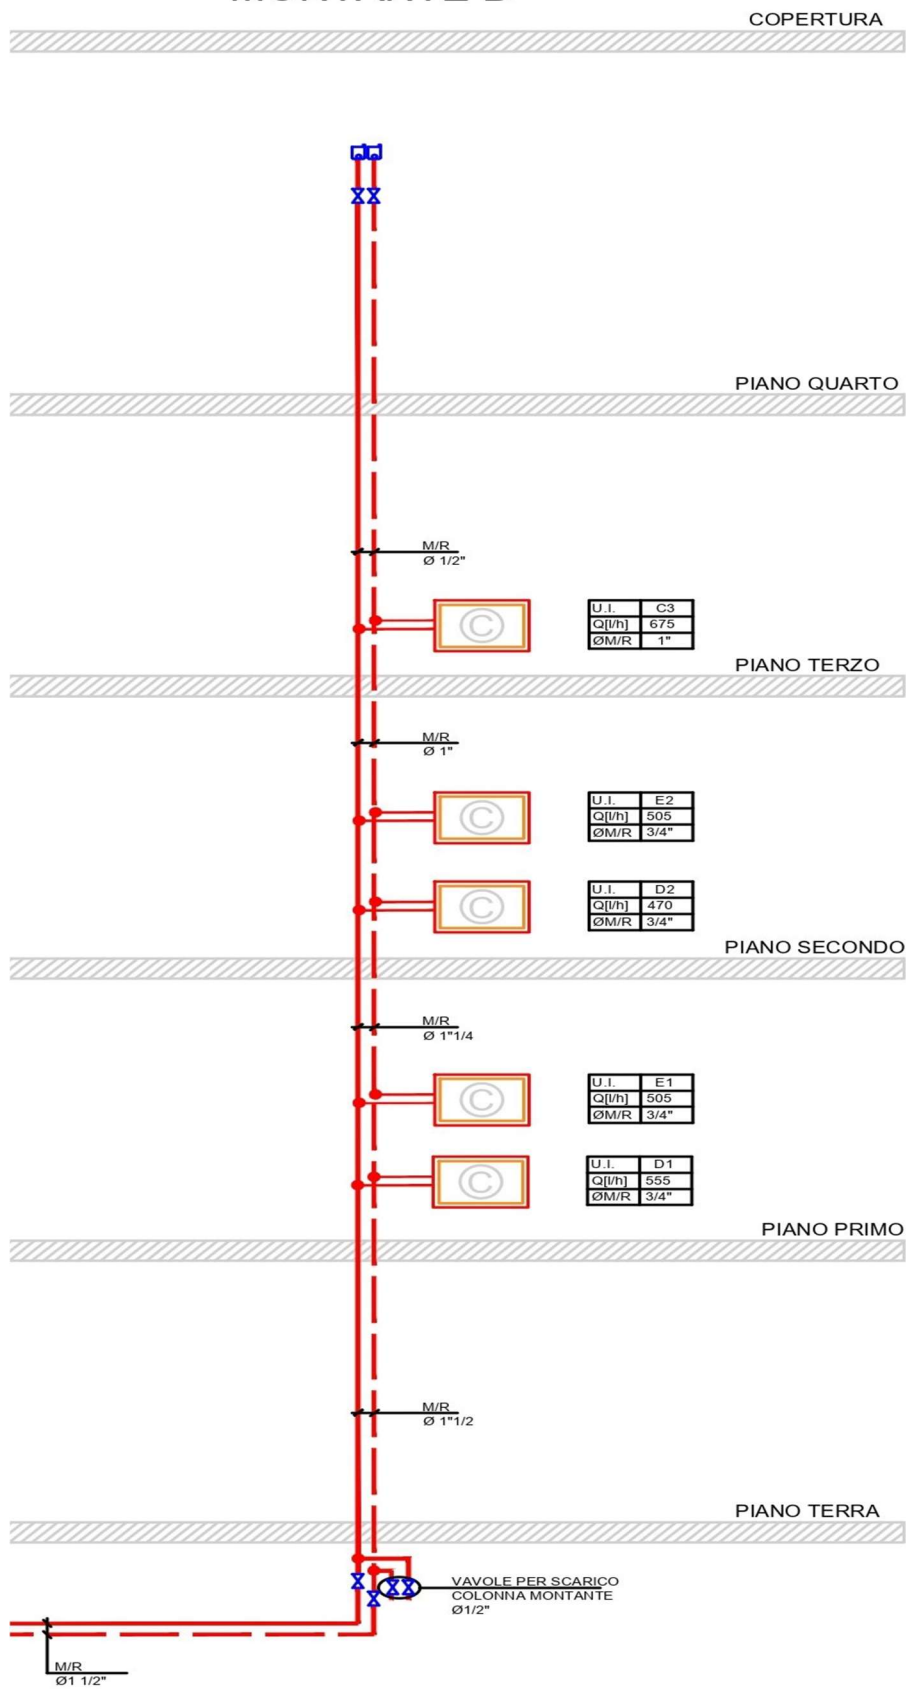 COPERTURA
PIANO QUARTO
M/R
Ø 1/2"
©
U.I. C3
Q[l/h] 675
ØM/R 1"
PIANO TERZO
M/R
Ø 1"
©
U.I. E2
Q[l/h] 505
ØM/R 3/4"
©
U.I. D2
Q[l/h] 470
ØM/R 3/4"
PIANO SECONDO
M/R
Ø 1"1/4
©
U.I. E1
Q[l/h] 505
ØM/R 3/4"
©
U.I. D1
Q[l/h] 555
ØM/R 3/4"
PIANO PRIMO
M/R
Ø 1"1/2
PIANO TERRA
VAVOLE PER SCARICO
COLONNA MONTANTE
Ø1/2"
M/R
Ø1 1/2"